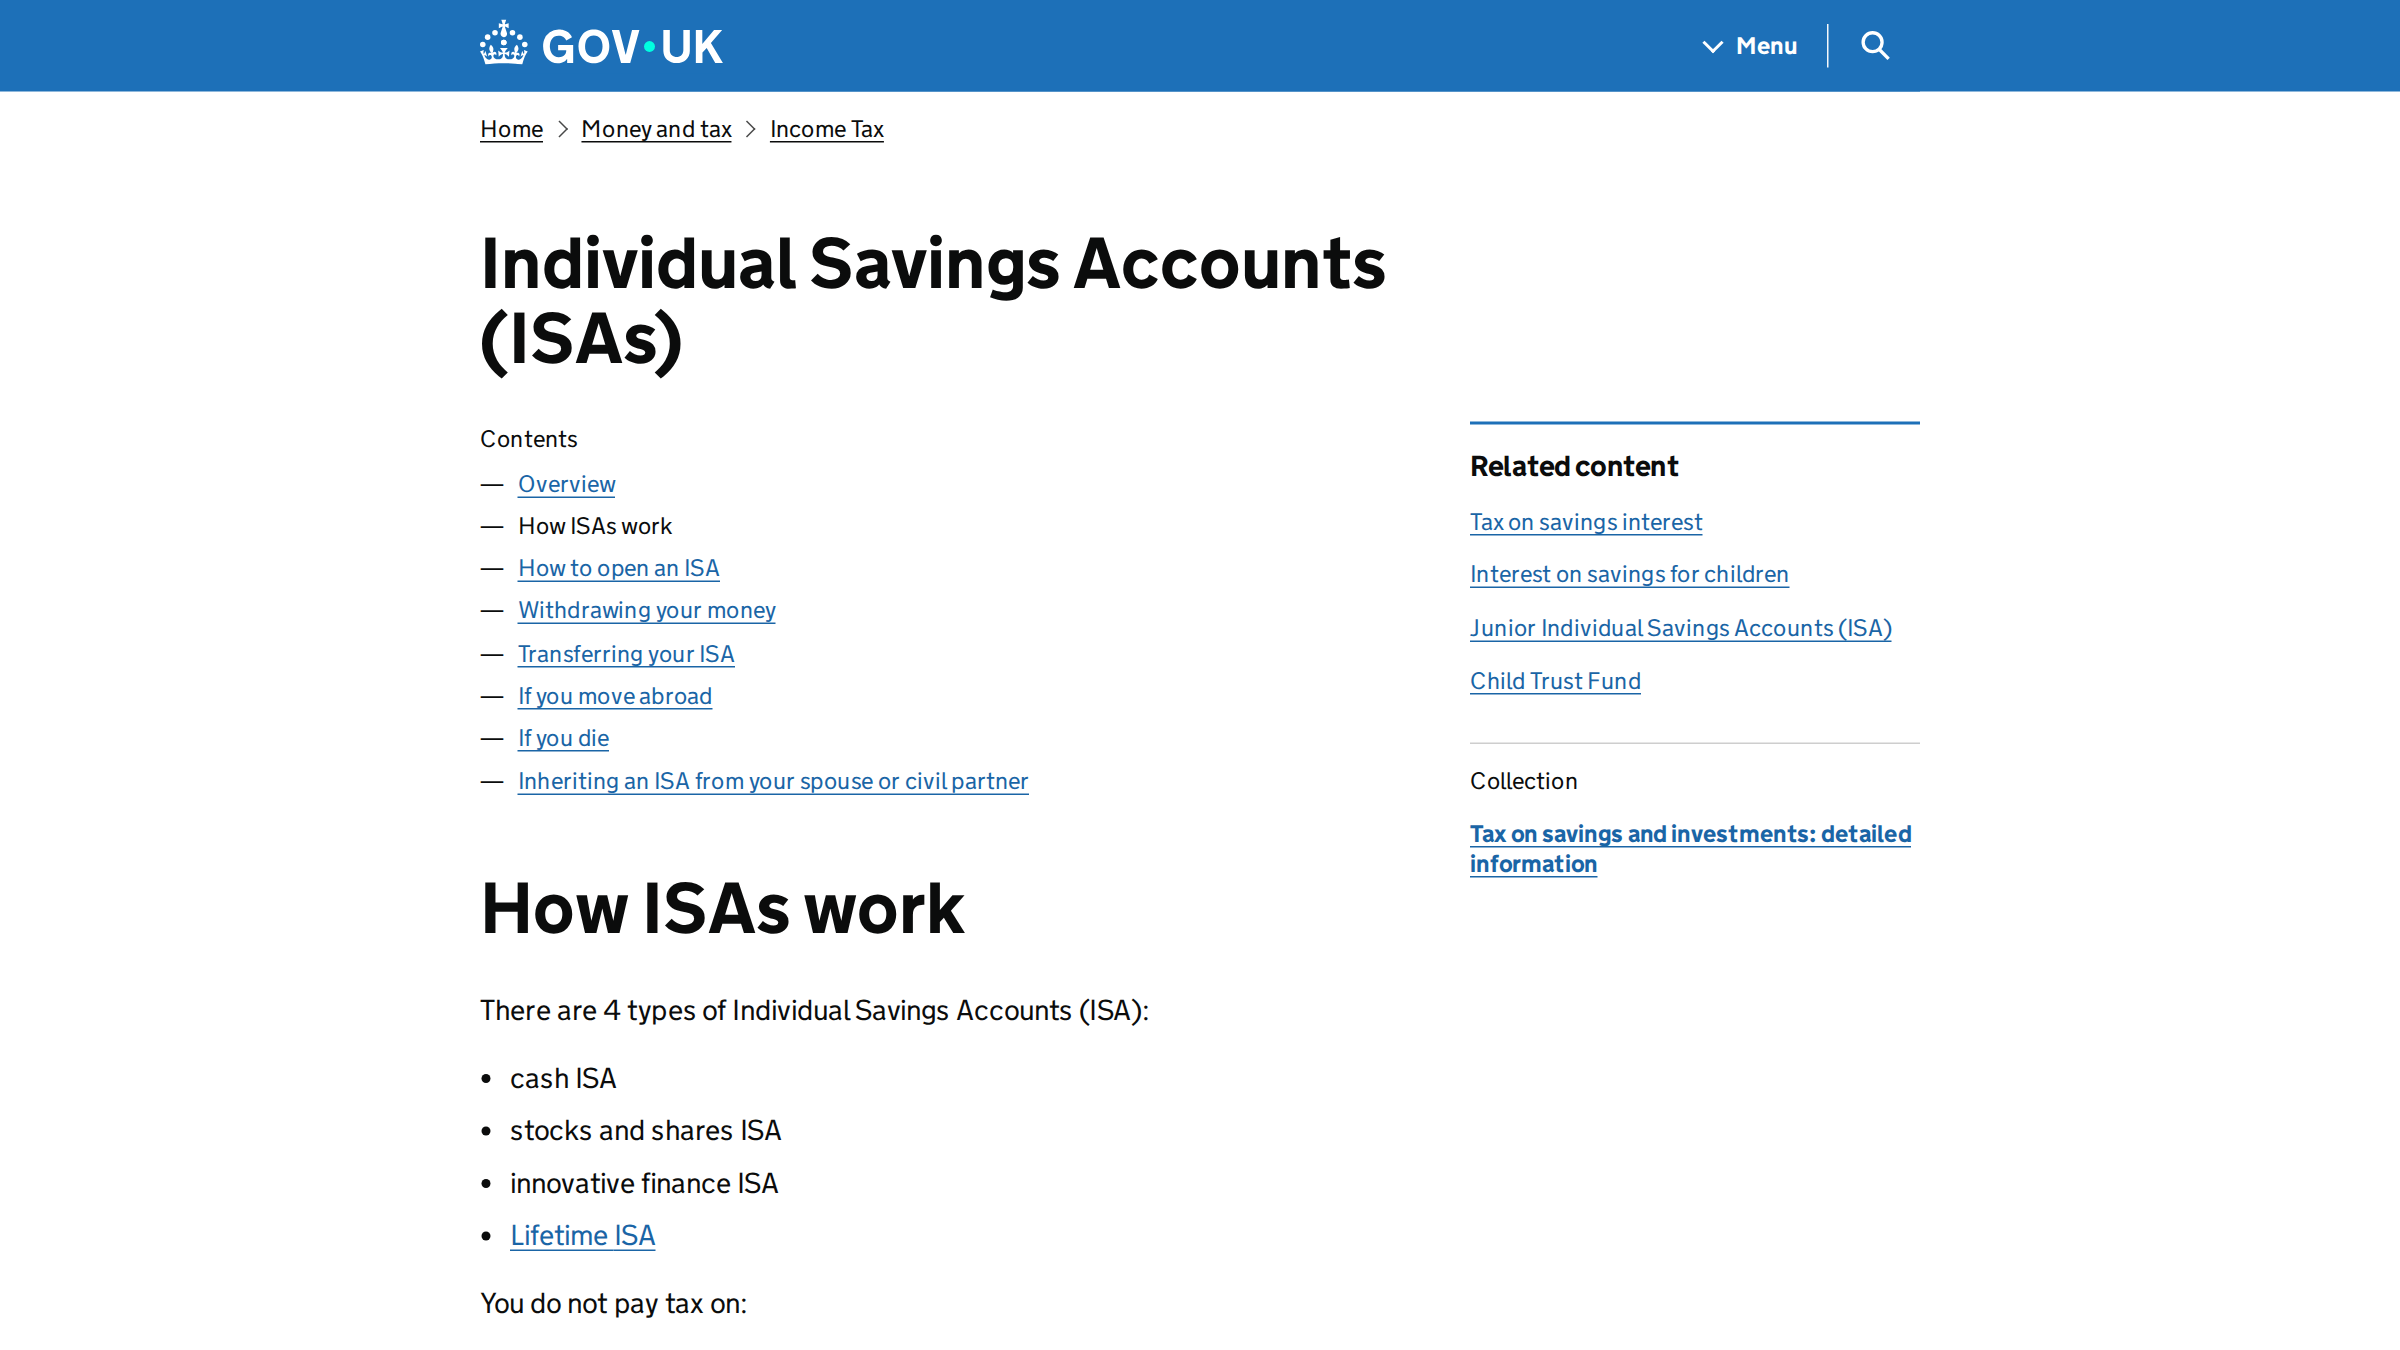 GOV·UK
Menu
Home
Money and tax
Income Tax
Individual Savings Accounts
(ISAs)
Contents
— Overview
— How ISAs work
— How to open an ISA
— Withdrawing your money
— Transferring your ISA
— If you move abroad
— If you die
— Inheriting an ISA from your spouse or civil partner
Related content
Tax on savings interest
Interest on savings for children
Junior Individual Savings Accounts (ISA)
Child Trust Fund
Collection
Tax on savings and investments: detailed
information
How ISAs work
There are 4 types of Individual Savings Accounts (ISA):
• cash ISA
• stocks and shares ISA
• innovative finance ISA
• Lifetime ISA
You do not pay tax on: